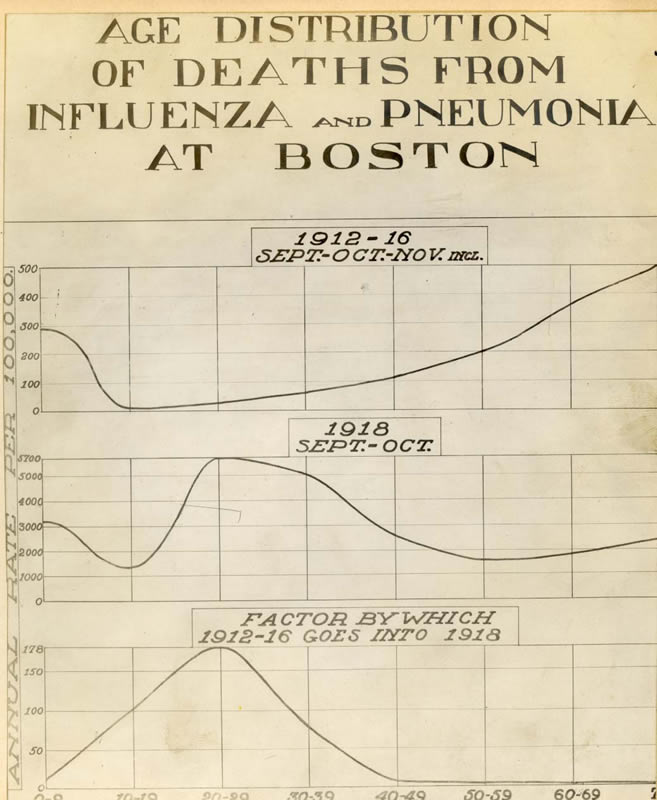 AGE DISTRIBUTION
OF DEATHS FROM
INFLUENZA AND PNEUMONIA
AT BOSTON
1912-16
SEPT.-OCT.-NOV. INCL.
500
400
300
200
100
0
1918
SEPT.-OCT.
5700
5000
4000
3000
2000
1000
0
FACTOR BY WHICH
1912-16 GOES INTO 1918
178
150
100
50
0
ANNUAL RATE PER 100,000.
0-9 10-19 20-29 30-39 40-49 50-59 60-69